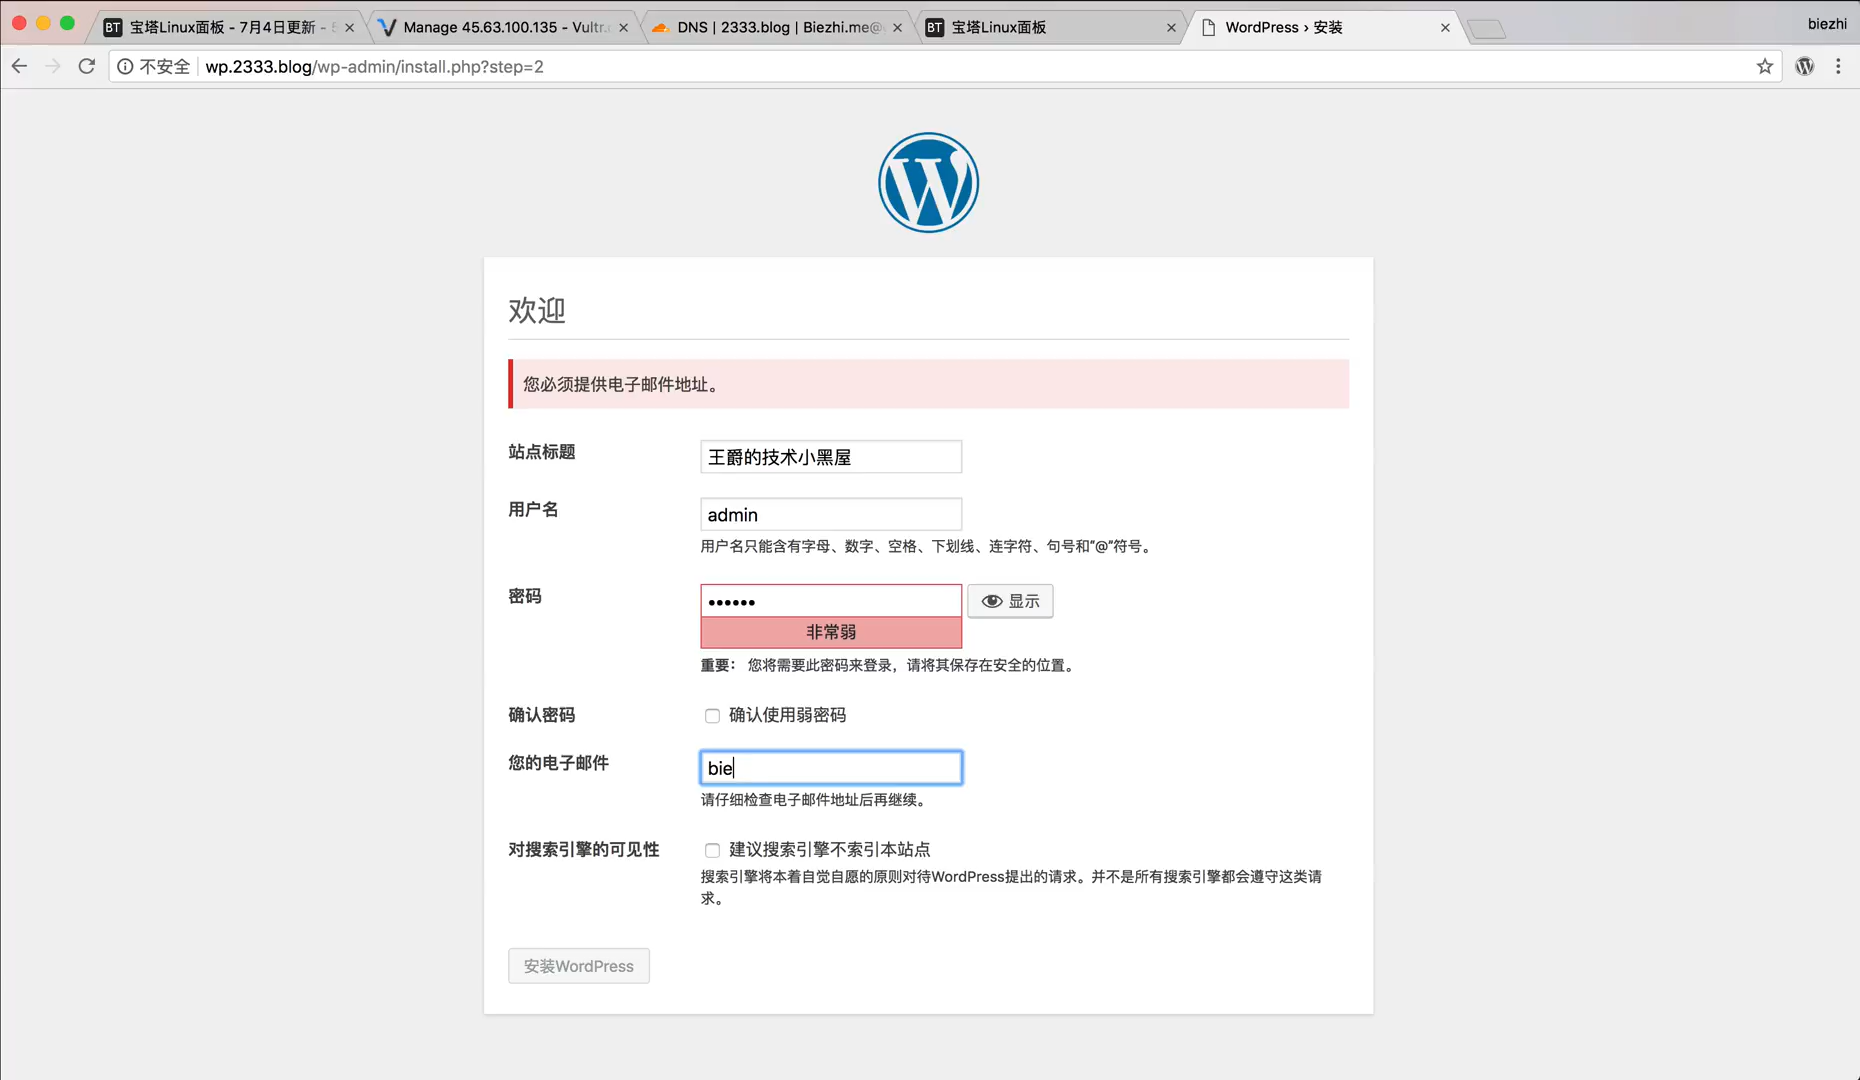 宝塔Linux面板 - 7月4日更新 -
Manage 45.63.100.135 - Vultr.
DNS | 2333.blog | Biezhi.me@
BT 宝塔Linux面板
WordPress › 安装
biezhi
不安全
wp.2333.blog/wp-admin/install.php?step=2
欢迎
您必须提供电子邮件地址。
站点标题
王爵的技术小黑屋
用户名
admin
用户名只能含有字母、数字、空格、下划线、连字符、句号和“@”符号。
密码
••••••
显示
非常弱
重要： 您将需要此密码来登录，请将其保存在安全的位置。
确认密码
确认使用弱密码
您的电子邮件
bie
请仔细检查电子邮件地址后再继续。
对搜索引擎的可见性
建议搜索引擎不索引本站点
搜索引擎将本着自觉自愿的原则对待WordPress提出的请求。并不是所有搜索引擎都会遵守这类请
求。
安装WordPress